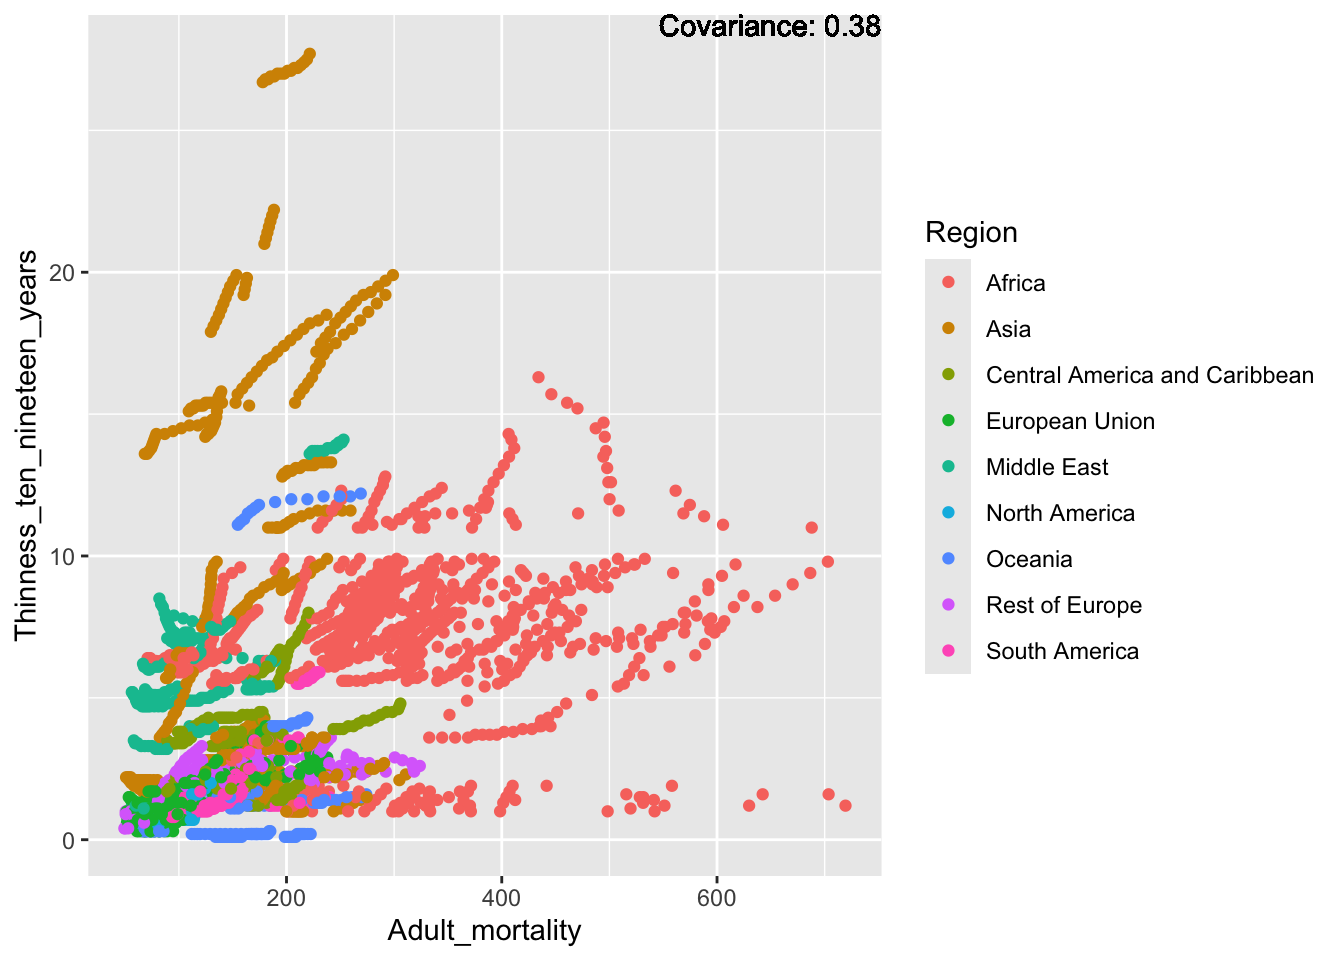 Covariance: 0.38
Thinness_ten_nineteen_years
20
10
0
200
400
600
Adult_mortality
Region
Africa
Asia
Central America and Caribbean
European Union
Middle East
North America
Oceania
Rest of Europe
South America